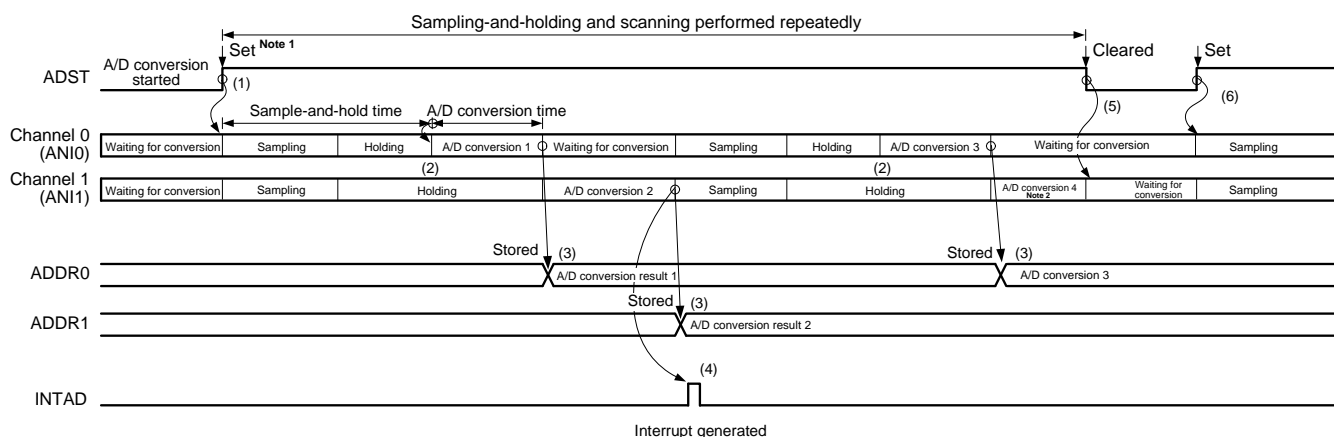 Sampling-and-holding and scanning performed repeatedly
Set Note 1
Cleared
Set
ADST
A/D conversion
started
(1)
(5)
(6)
Sample-and-hold time
A/D conversion time
Channel 0
(ANI0)
Waiting for conversion
Sampling
Holding
A/D conversion 1
Waiting for conversion
Sampling
Holding
A/D conversion 3
Waiting for conversion
Sampling
(2)
(2)
Channel 1
(ANI1)
Waiting for conversion
Sampling
Holding
A/D conversion 2
Sampling
Holding
A/D conversion 4
Note 2
Waiting for
conversion
Sampling
Stored
(3)
Stored
(3)
ADDR0
A/D conversion result 1
A/D conversion 3
Stored
(3)
ADDR1
A/D conversion result 2
(4)
INTAD
Interrupt generated